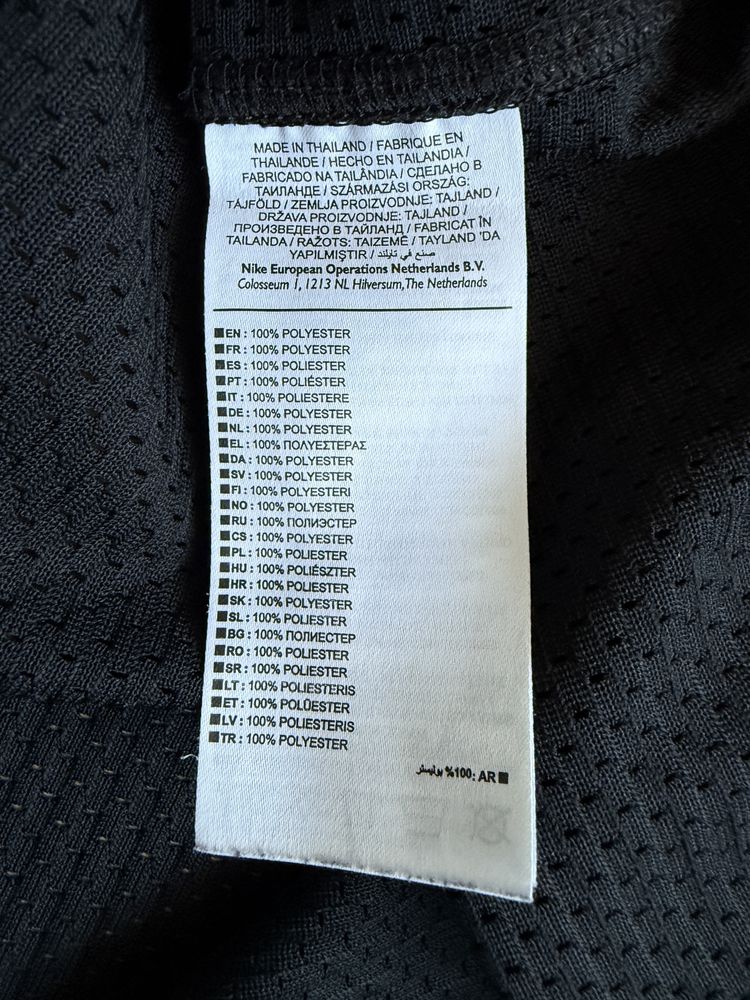 MADE IN THAILAND / FABRIQUE EN
THAILANDE / HECHO EN TAILANDIA /
FABRICADO NA TAILÂNDIA / СДЕЛАНО В
ТАИЛАНДЕ / SZÁRMAZÁSI ORSZÁG:
TÁJFÖLD / ZEMLJA PROIZVODNJE: TAJLAND /
DRŽAVA PROIZVODNJE: TAJLAND /
ПРОИЗВЕДЕНО В ТАЙЛАНД / FABRICAT ÎN
TAILANDA / RAŽOTS: TAIZEMĒ / TAYLAND 'DA
YAPILMIŞTIR / صنع في تايلند
Nike European Operations Netherlands B.V.
Colosseum 1, 1213 NL Hilversum, The Netherlands
EN : 100% POLYESTER
FR : 100% POLYESTER
ES : 100% POLIESTER
PT : 100% POLIÉSTER
IT : 100% POLIESTERE
DE : 100% POLYESTER
NL : 100% POLYESTER
EL : 100% ΠΟΛΥΕΣΤΕΡΑΣ
DA : 100% POLYESTER
SV : 100% POLYESTER
FI : 100% POLYESTERI
NO : 100% POLYESTER
RU : 100% ПОЛИЭСТЕР
CS : 100% POLYESTER
PL : 100% POLIESTER
HU : 100% POLIÉSZTER
HR : 100% POLIESTER
SK : 100% POLYESTER
SL : 100% POLIESTER
BG : 100% ПОЛИЕСТЕР
RO : 100% POLIESTER
SR : 100% POLIESTER
LT : 100% POLIESTERIS
ET : 100% POLÜESTER
LV : 100% POLIESTERIS
TR : 100% POLYESTER
AR :100% بوليستر